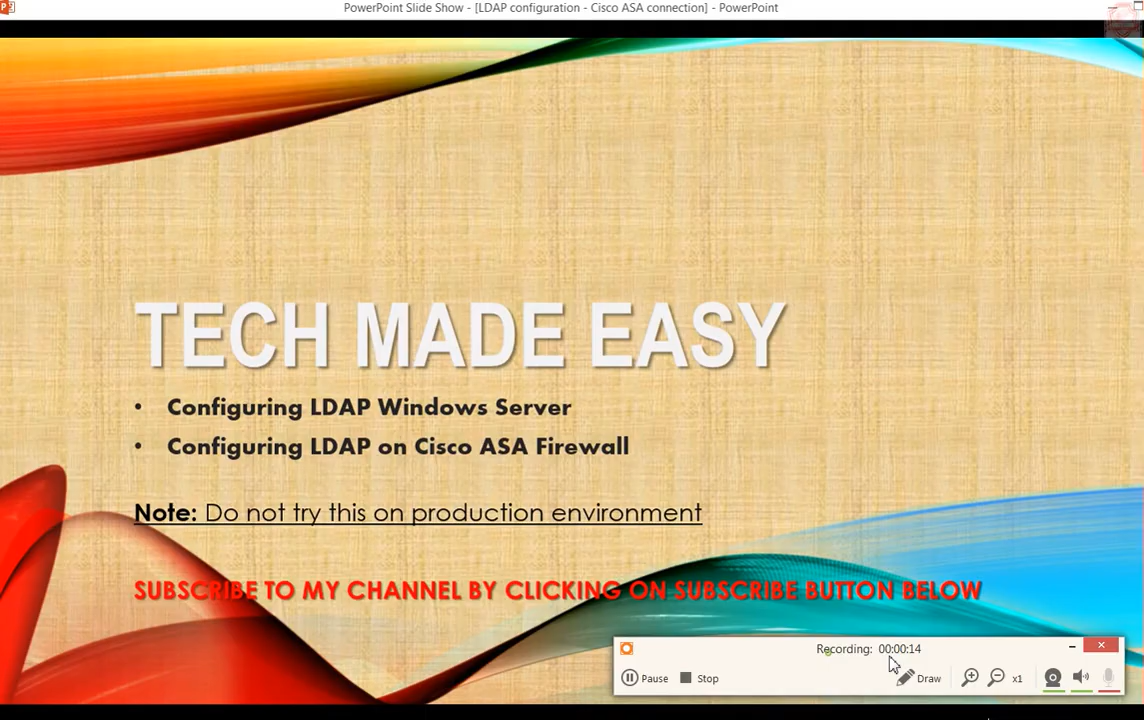 PowerPoint Slide Show - [LDAP configuration - Cisco ASA connection] - PowerPoint
TECH MADE EASY
• Configuring LDAP Windows Server
• Configuring LDAP on Cisco ASA Firewall
Note: Do not try this on production environment
SUBSCRIBE TO MY CHANNEL BY CLICKING ON SUBSCRIBE BUTTON BELOW
Recording: 00:00:14
Pause Stop Draw x1